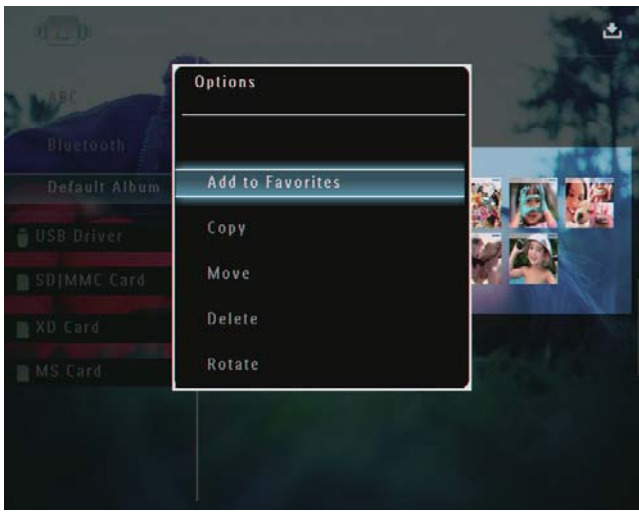 Options
ABC
Bluetooth
Default Album
USB Driver
SD|MMC Card
XD Card
MS Card
Add to Favorites
Copy
Move
Delete
Rotate